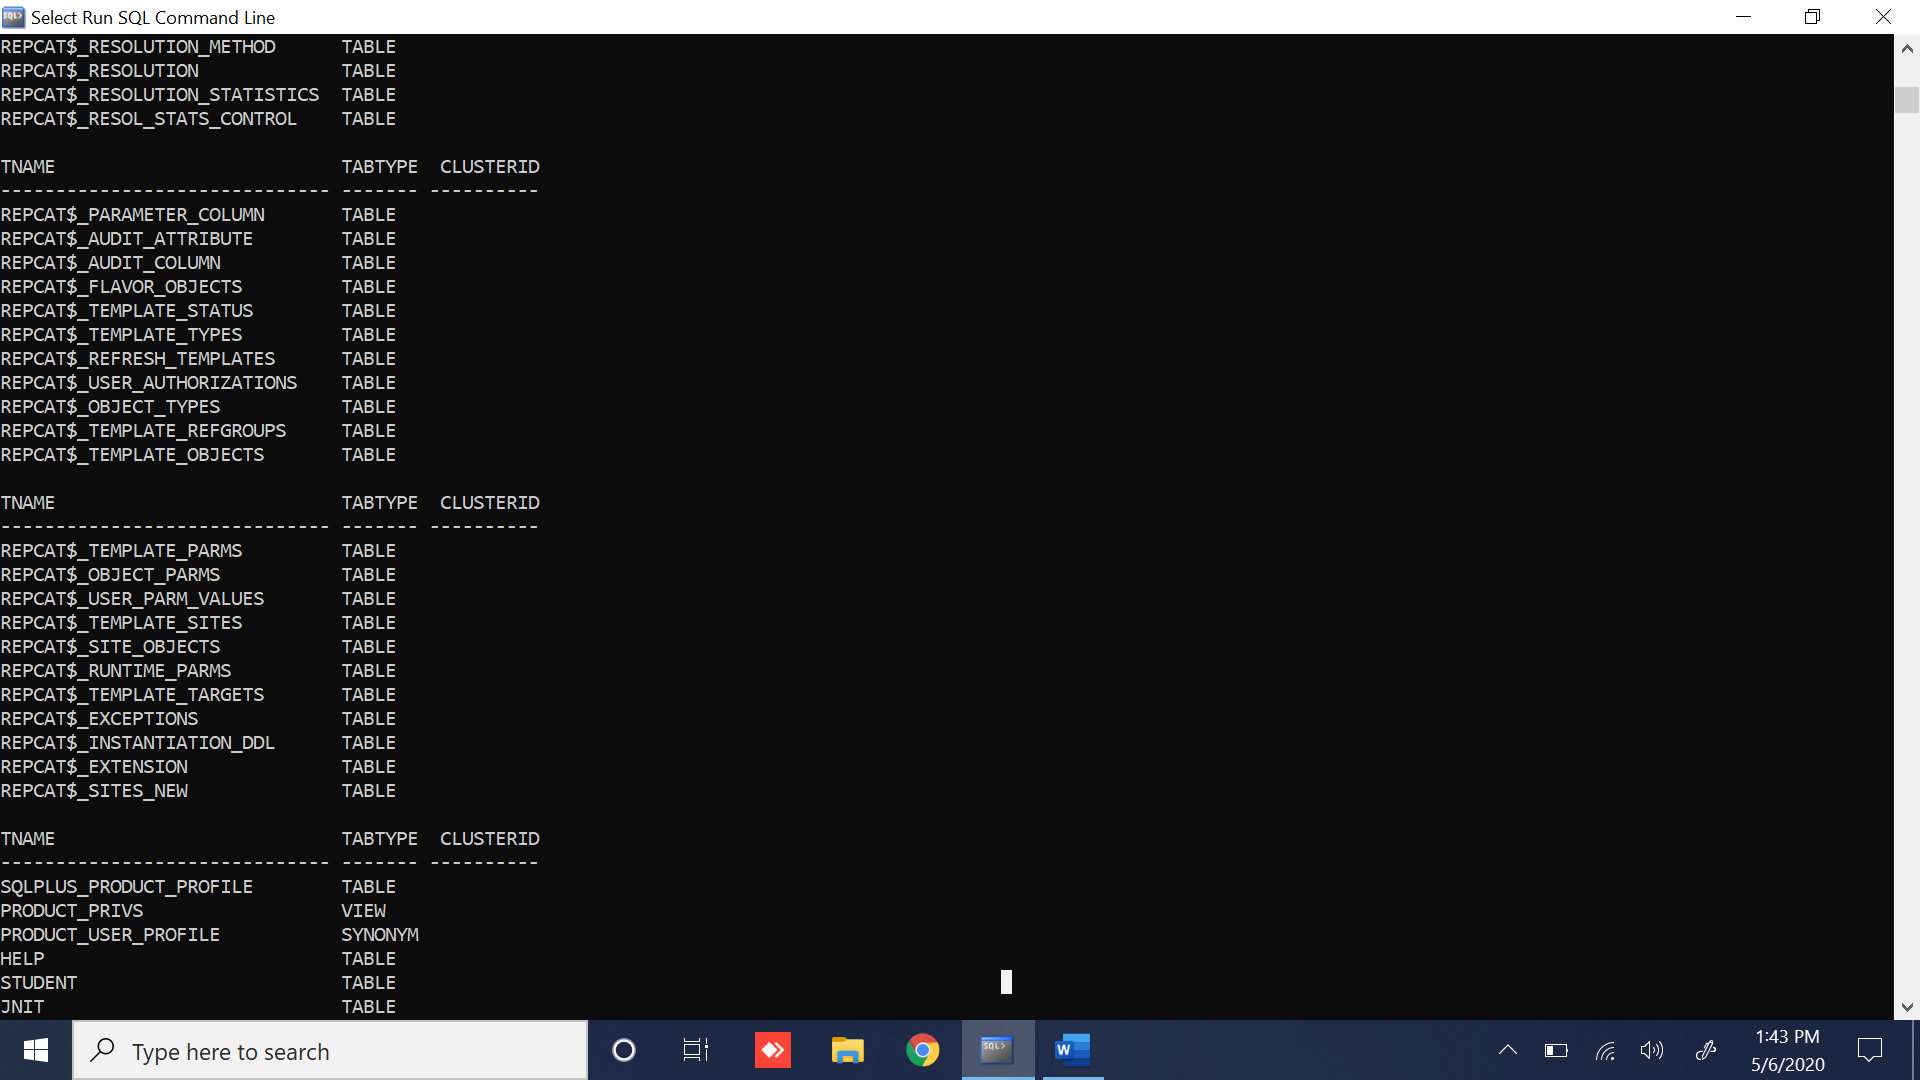 Select Run SQL Command Line
REPCAT$_RESOLUTION_METHOD TABLE
REPCAT$_RESOLUTION TABLE
REPCAT$_RESOLUTION_STATISTICS TABLE
REPCAT$_RESOL_STATS_CONTROL TABLE
TNAME TABTYPE CLUSTERID
------------------------------ ------- ----------
REPCAT$_PARAMETER_COLUMN TABLE
REPCAT$_AUDIT_ATTRIBUTE TABLE
REPCAT$_AUDIT_COLUMN TABLE
REPCAT$_FLAVOR_OBJECTS TABLE
REPCAT$_TEMPLATE_STATUS TABLE
REPCAT$_TEMPLATE_TYPES TABLE
REPCAT$_REFRESH_TEMPLATES TABLE
REPCAT$_USER_AUTHORIZATIONS TABLE
REPCAT$_OBJECT_TYPES TABLE
REPCAT$_TEMPLATE_REFGROUPS TABLE
REPCAT$_TEMPLATE_OBJECTS TABLE
TNAME TABTYPE CLUSTERID
------------------------------ ------- ----------
REPCAT$_TEMPLATE_PARMS TABLE
REPCAT$_OBJECT_PARMS TABLE
REPCAT$_USER_PARM_VALUES TABLE
REPCAT$_TEMPLATE_SITES TABLE
REPCAT$_SITE_OBJECTS TABLE
REPCAT$_RUNTIME_PARMS TABLE
REPCAT$_TEMPLATE_TARGETS TABLE
REPCAT$_EXCEPTIONS TABLE
REPCAT$_INSTANTIATION_DDL TABLE
REPCAT$_EXTENSION TABLE
REPCAT$_SITES_NEW TABLE
TNAME TABTYPE CLUSTERID
------------------------------ ------- ----------
SQLPLUS_PRODUCT_PROFILE TABLE
PRODUCT_PRIVS VIEW
PRODUCT_USER_PROFILE SYNONYM
HELP TABLE
STUDENT TABLE
JNIT TABLE
Type here to search
SQL>
W
1:43 PM
5/6/2020